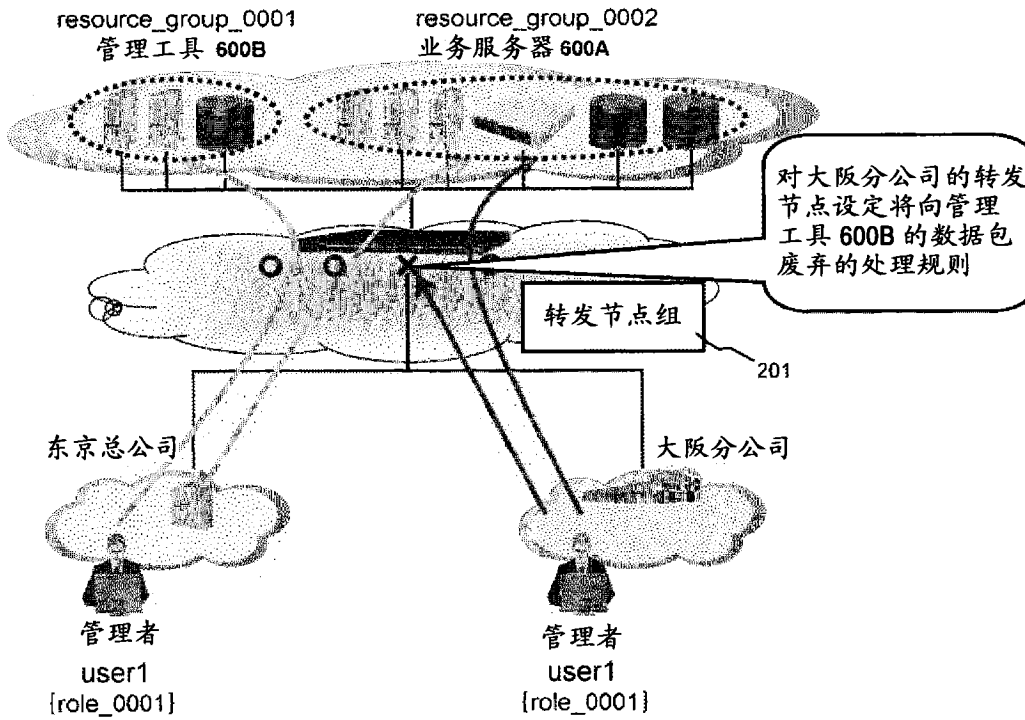 resource_group_0001
管理工具 600B
resource_group_0002
业务服务器 600A
对大阪分公司的转发
节点设定将向管理
工具 600B 的数据包
废弃的处理规则
转发节点组
201
东京总公司
大阪分公司
管理者
user1
{role_0001}
管理者
user1
{role_0001}